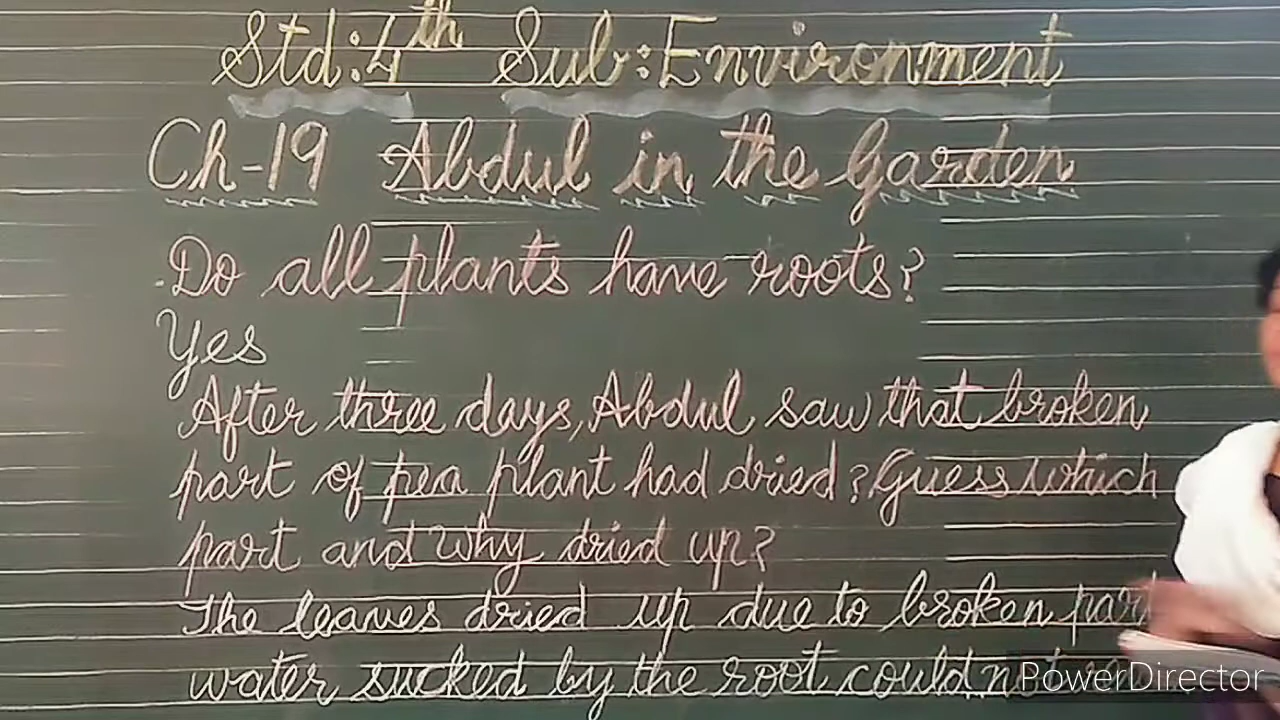 Std:4th Sub:Environment
Ch-19 Abdul in the Garden
.Do all plants have roots?
Yes
After three days, Abdul saw that broken
part of pea plant had dried? Guess which
part and why dried up?
The leaves dried up due to broken part
water sucked by the root could not
PowerDirector